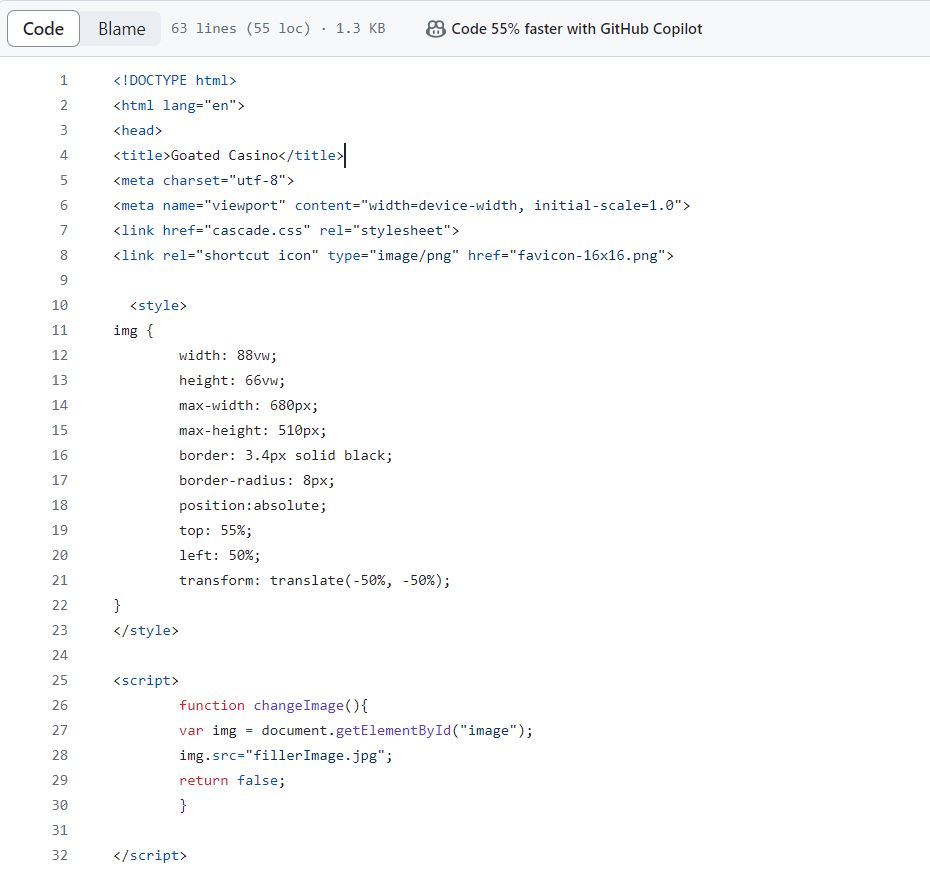 Code Blame 63 lines (55 loc) · 1.3 KB Code 55% faster with GitHub Copilot
1 <!DOCTYPE html>
2 <html lang="en">
3 <head>
4 <title>Goated Casino</title>
5 <meta charset="utf-8">
6 <meta name="viewport" content="width=device-width, initial-scale=1.0">
7 <link href="cascade.css" rel="stylesheet">
8 <link rel="shortcut icon" type="image/png" href="favicon-16x16.png">
9
10 <style>
11 img {
12 width: 88vw;
13 height: 66vw;
14 max-width: 680px;
15 max-height: 510px;
16 border: 3.4px solid black;
17 border-radius: 8px;
18 position:absolute;
19 top: 55%;
20 left: 50%;
21 transform: translate(-50%, -50%);
22 }
23 </style>
24
25 <script>
26 function changeImage(){
27 var img = document.getElementById("image");
28 img.src="fillerImage.jpg";
29 return false;
30 }
31
32 </script>